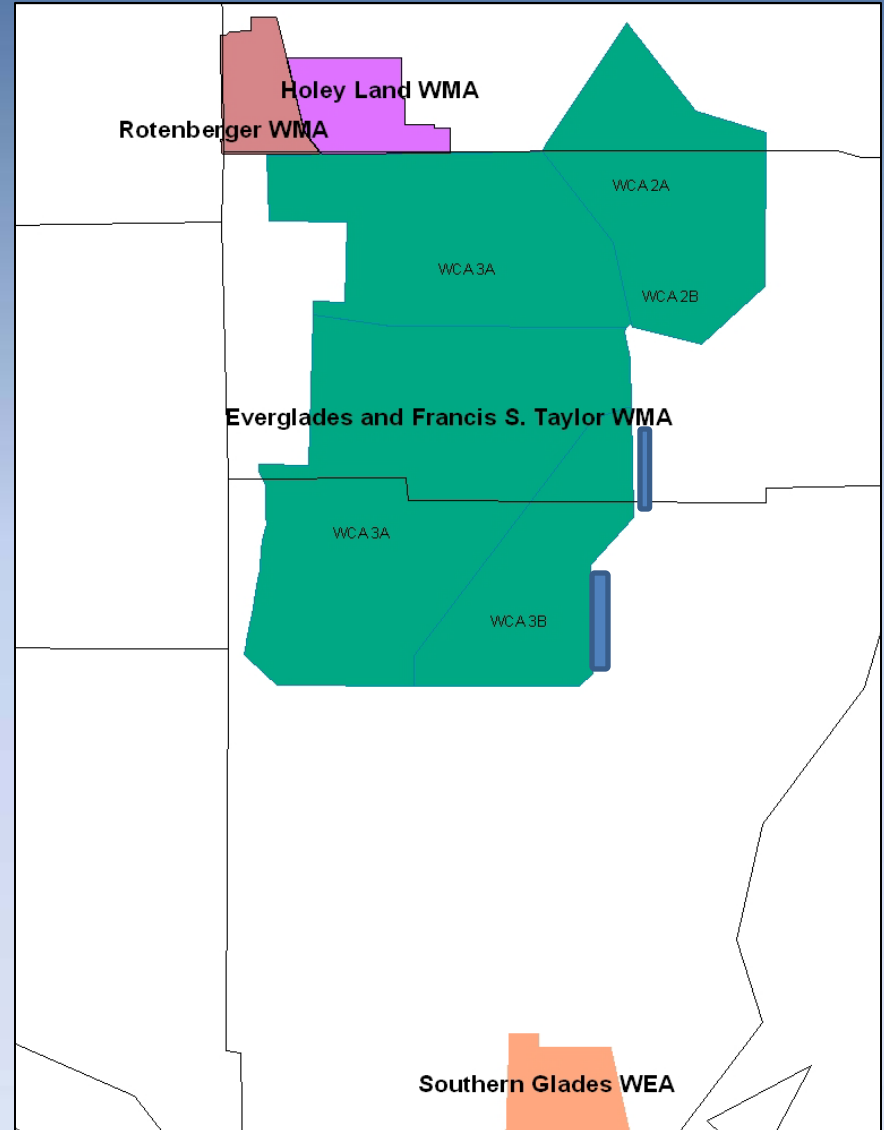 Holey Land WMA
Rotenberger WMA
WCA 2A
WCA 3A
WCA 2B
Everglades and Francis S. Taylor WMA
WCA 3A
WCA 3B
Southern Glades WEA